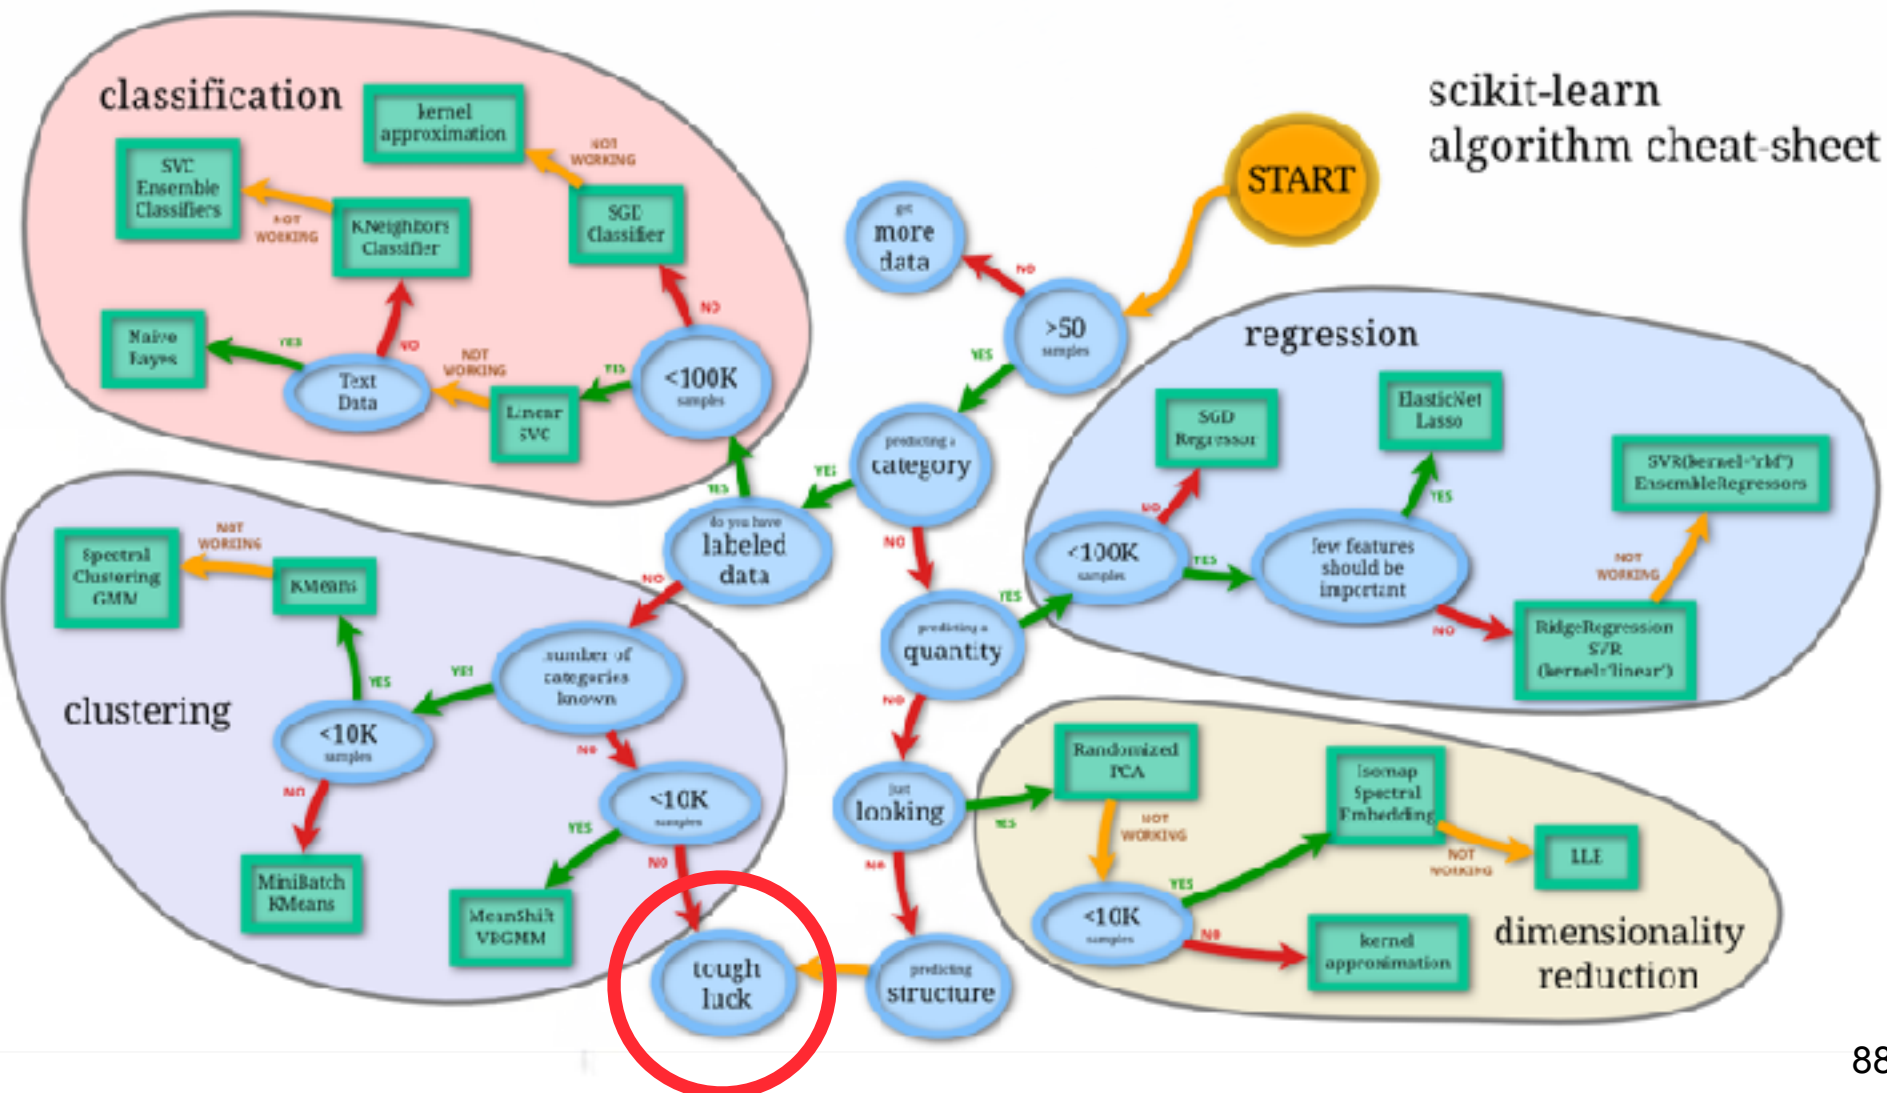 scikit-learn
algorithm cheat-sheet
START
classification
kernel
approximation
NOT
WORKING
SVC
Ensemble
Classifiers
NOT
WORKING
KNeighbors
Classifier
SGD
Classifier
NO
Naive
Bayes
YES
Text
Data
NO
NOT
WORKING
Linear
SVC
YES
<100K
samples
YES
get
more
data
NO
>50
samples
YES
predicting a
category
YES
NO
do you have
labeled
data
NO
regression
SGD
Regressor
NO
ElasticNet
Lasso
YES
SVR(kernel='rbf')
EnsembleRegressors
NOT
WORKING
<100K
samples
YES
few features
should be
important
NO
RidgeRegression
SVR
(kernel='linear')
YES
predicting a
quantity
NO
clustering
Spectral
Clustering
GMM
NOT
WORKING
KMeans
YES
<10K
samples
NO
MiniBatch
KMeans
YES
number of
categories
known
NO
<10K
samples
YES
NO
MeanShift
VBGMM
tough
luck
just
looking
YES
NO
predicting
structure
Randomized
PCA
NOT
WORKING
<10K
samples
YES
NO
Isomap
Spectral
Embedding
NOT
WORKING
LLE
kernel
approximation
dimensionality
reduction
88